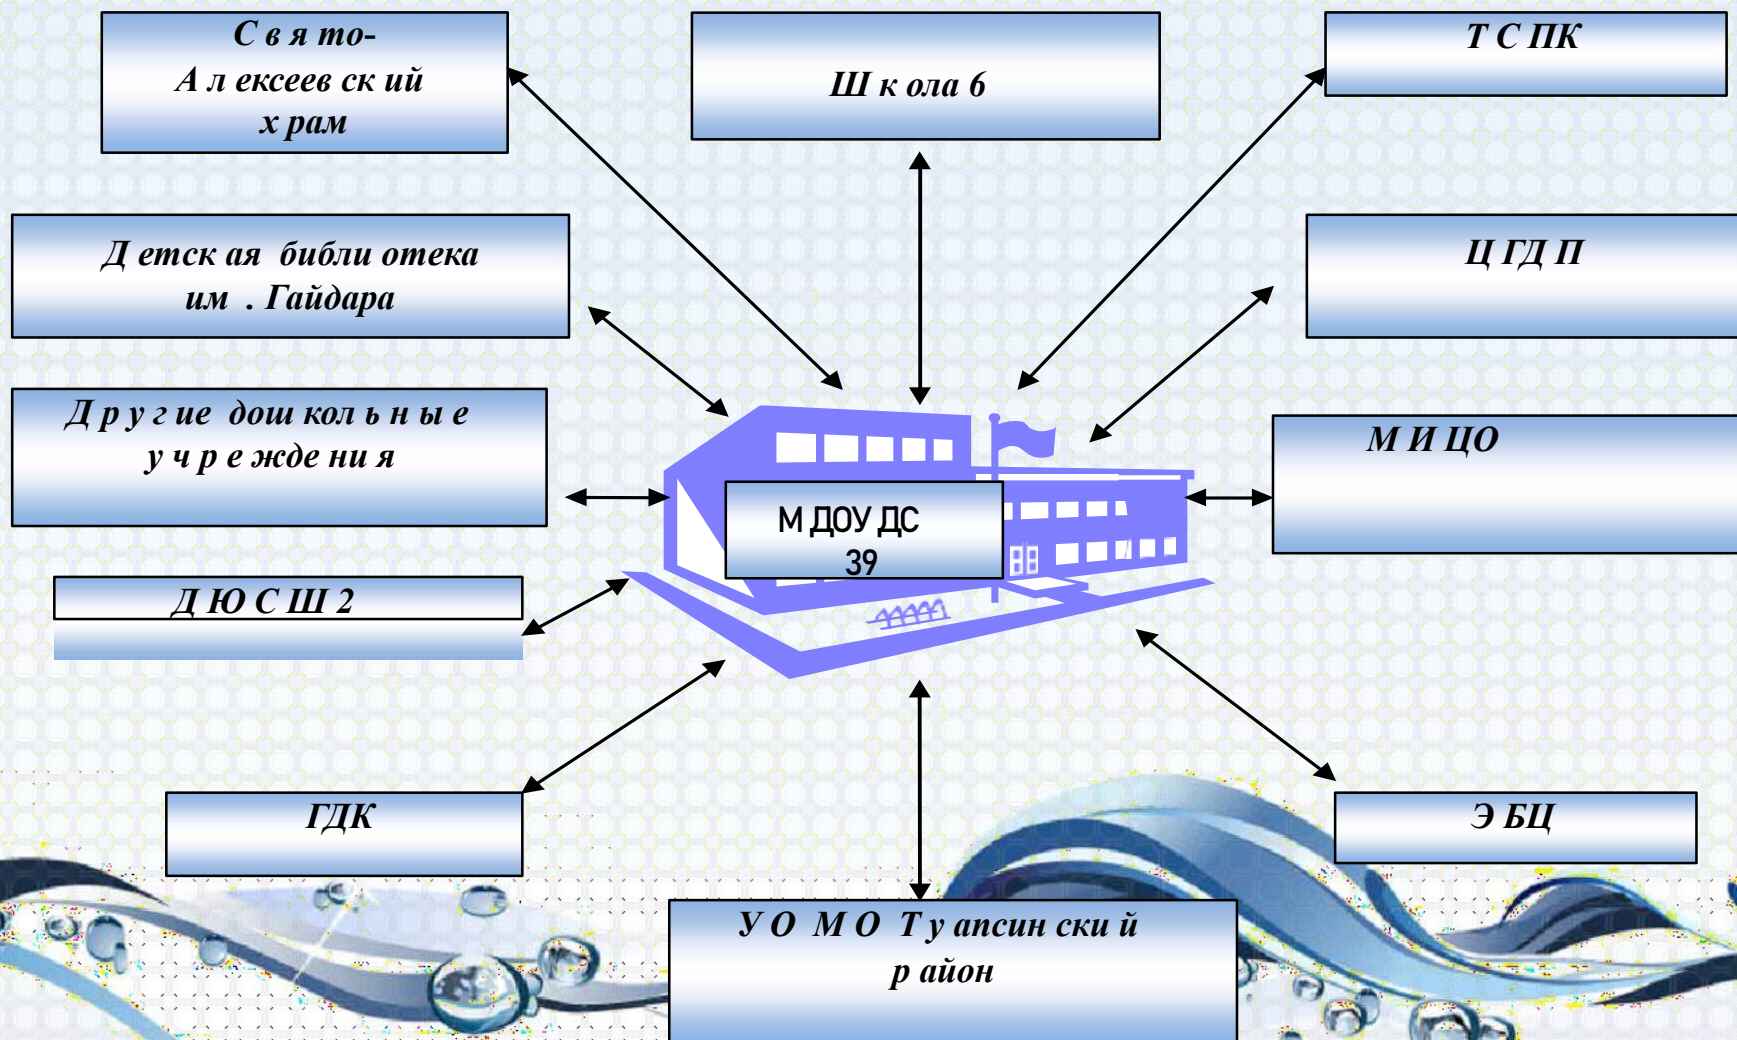 Свято-
Алексеевский
храм
Школа 6
ТСПК
Детская библиотека
им. Гайдара
ЦГДП
Другие дошкольные
учреждения
МИЦО
МДОУ ДС
39
ДЮСШ 2
ГДК
ЭБЦ
УО МО Туапсинский
район